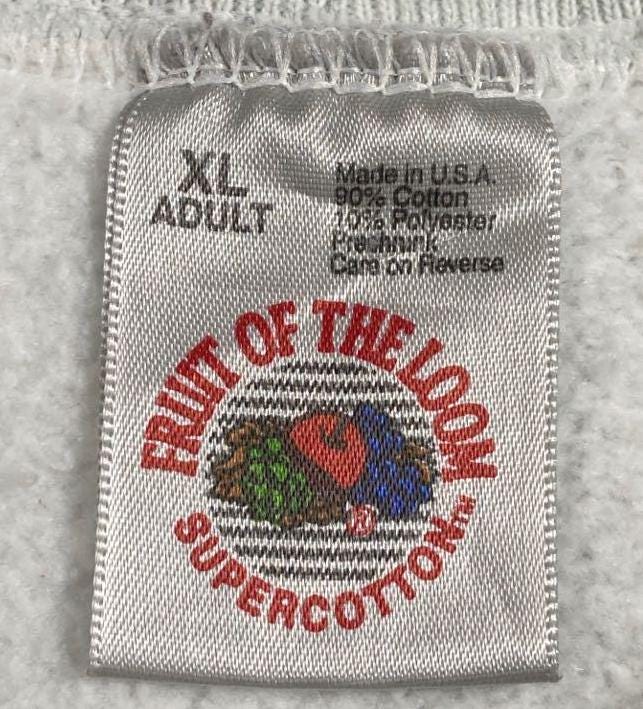 XL
ADULT
Made in U.S.A.
90% Cotton
10% Polyester
Preshrunk
Care on Reverse
FRUIT OF THE LOOM
®
SUPERCOTTON™